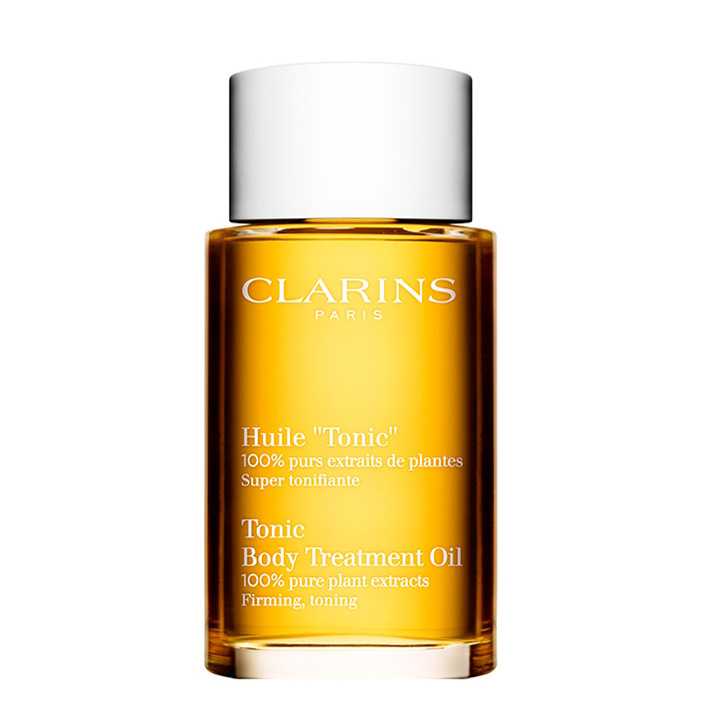 CLARINS
PARIS
Huile "Tonic"
100% purs extraits de plantes
Super tonifiante
Tonic
Body Treatment Oil
100% pure plant extracts
Firming, toning